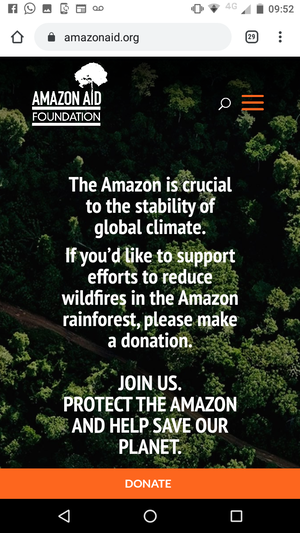 4G
09:52
amazonaid.org
29
AMAZON AID
FOUNDATION
The Amazon is crucial
to the stability of
global climate.
If you'd like to support
efforts to reduce
wildfires in the Amazon
rainforest, please make
a donation.
JOIN US.
PROTECT THE AMAZON
AND HELP SAVE OUR
PLANET.
DONATE